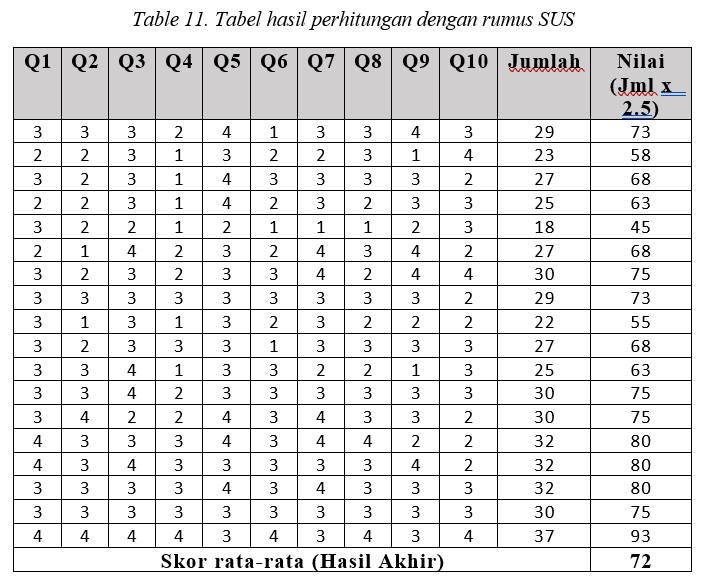 Table 11. Tabel hasil perhitungan dengan rumus SUS
Q1 Q2 Q3 Q4 Q5 Q6 Q7 Q8 Q9 Q10 Jumlah Nilai (Jml x 2.5)
3 3 3 2 4 1 3 3 4 3 29 73
2 2 3 1 3 2 2 3 1 4 23 58
3 2 3 1 4 3 3 3 3 2 27 68
2 2 3 1 4 2 3 2 3 3 25 63
3 2 2 1 2 1 1 1 2 3 18 45
2 1 4 2 3 2 4 3 4 2 27 68
3 2 3 2 3 3 4 2 4 4 30 75
3 3 3 3 3 3 3 3 3 2 29 73
3 1 3 1 3 2 3 2 2 2 22 55
3 2 3 3 3 1 3 3 3 3 27 68
3 3 4 1 3 3 2 2 1 3 25 63
3 3 4 2 3 3 3 3 3 3 30 75
3 4 2 2 4 3 4 3 3 2 30 75
4 3 3 3 4 3 4 4 2 2 32 80
4 3 4 3 3 3 3 3 4 2 32 80
3 3 3 3 4 3 4 3 3 3 32 80
3 3 3 3 3 3 3 3 3 3 30 75
4 4 4 4 3 4 3 4 3 4 37 93
Skor rata-rata (Hasil Akhir) 72